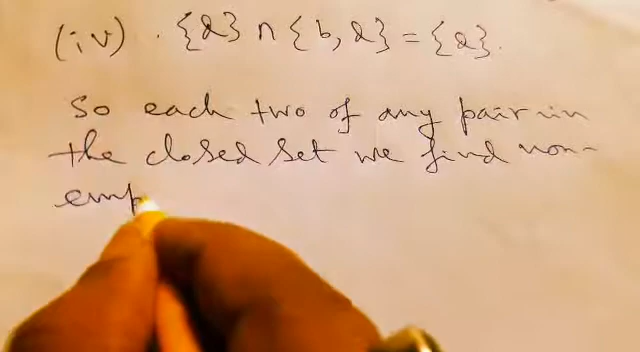 (iv) . {d} ∩ {b, d} = {d}.
So each two of any pair in
the closed set we find non-
emp